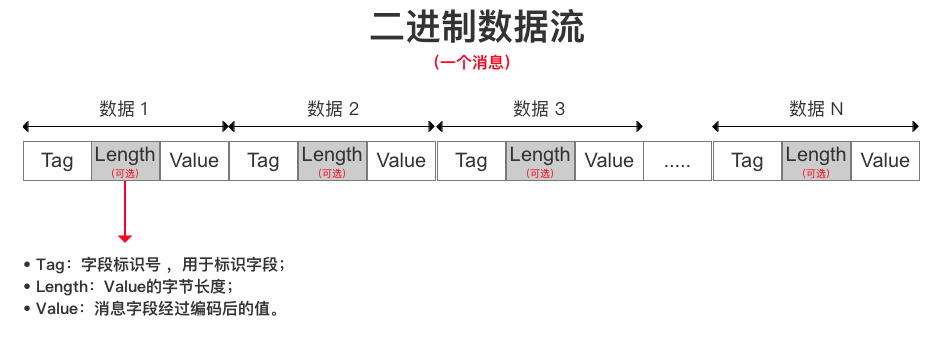 二进制数据流
(一个消息)
数据 1 数据 2 数据 3 数据 N
Tag Length Value Tag Length Value Tag Length Value ..... Tag Length Value
(可选) (可选) (可选) (可选)
• Tag：字段标识号 ，用于标识字段；
• Length：Value的字节长度；
• Value：消息字段经过编码后的值。